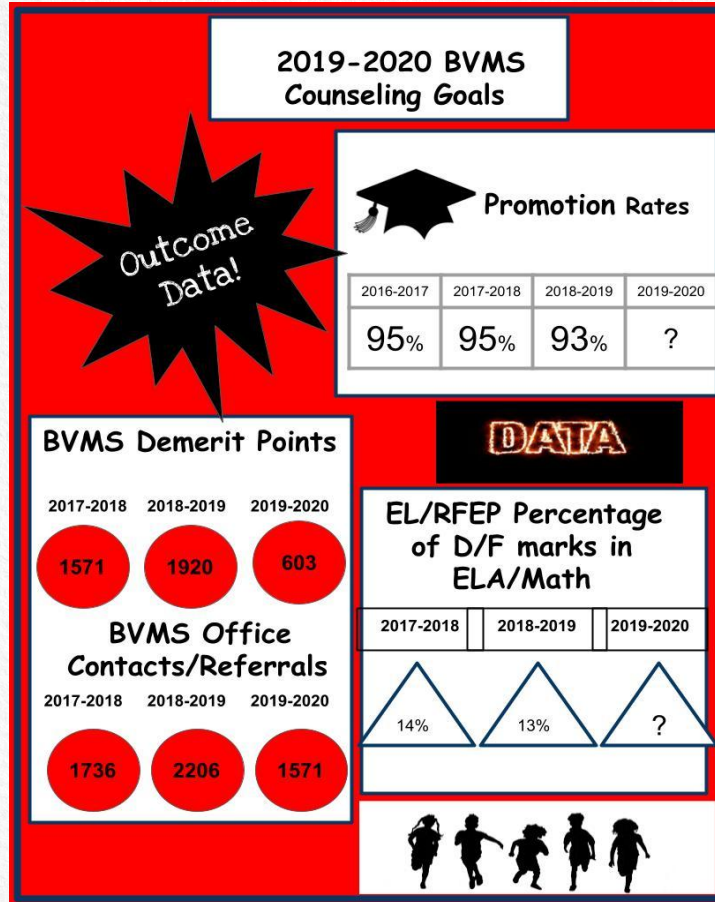 2019-2020 BVMS
Counseling Goals
Outcome
Data!
Promotion Rates
2016-2017 2017-2018 2018-2019 2019-2020
95% 95% 93% ?
BVMS Demerit Points
2017-2018 2018-2019 2019-2020
1571 1920 603
BVMS Office
Contacts/Referrals
2017-2018 2018-2019 2019-2020
1736 2206 1571
DATA
EL/RFEP Percentage
of D/F marks in
ELA/Math
2017-2018 2018-2019 2019-2020
14% 13% ?